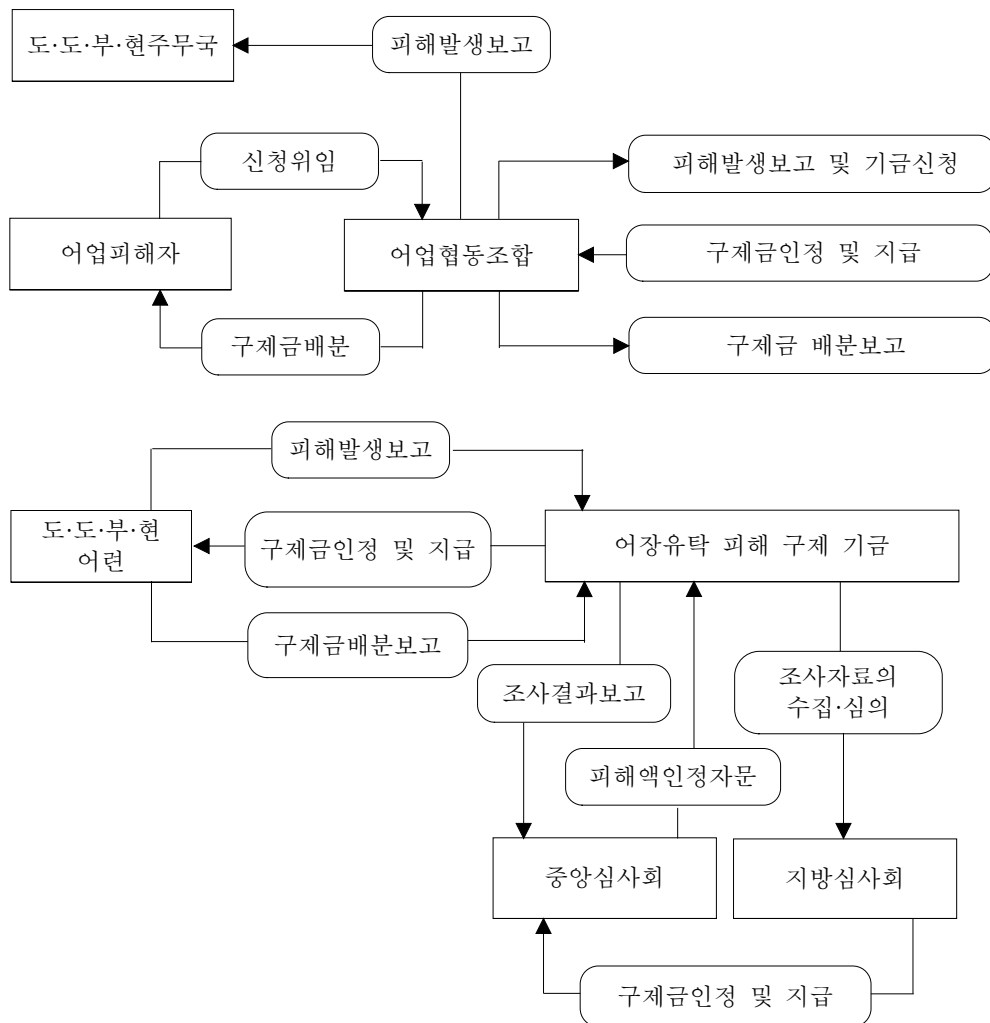 도·도·부·현주무국
피해발생보고
신청위임
피해발생보고 및 기금신청
어업피해자
어업협동조합
구제금인정 및 지급
구제금배분
구제금 배분보고
피해발생보고
도·도·부·현
어련
구제금인정 및 지급
어장유탁 피해 구제 기금
구제금배분보고
조사결과보고
조사자료의
수집·심의
피해액인정자문
중앙심사회
지방심사회
구제금인정 및 지급